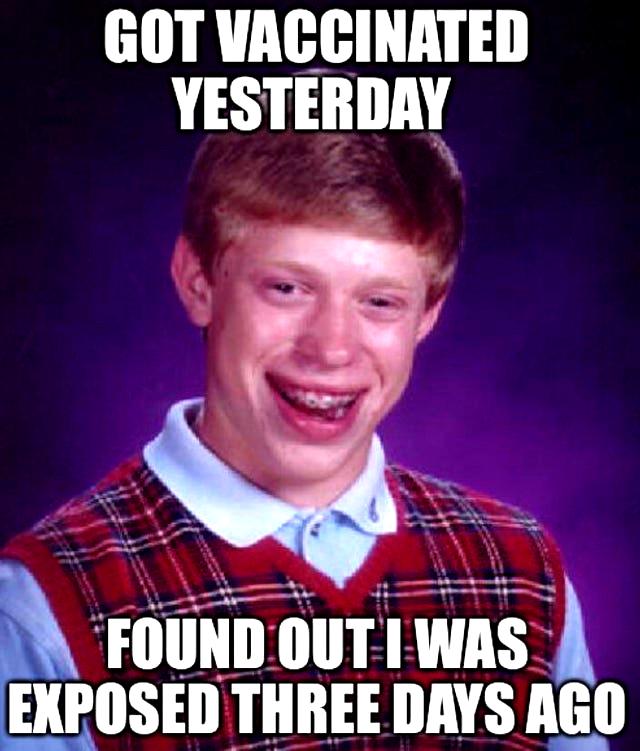 GOT VACCINATED
YESTERDAY
FOUND OUT I WAS
EXPOSED THREE DAYS AGO